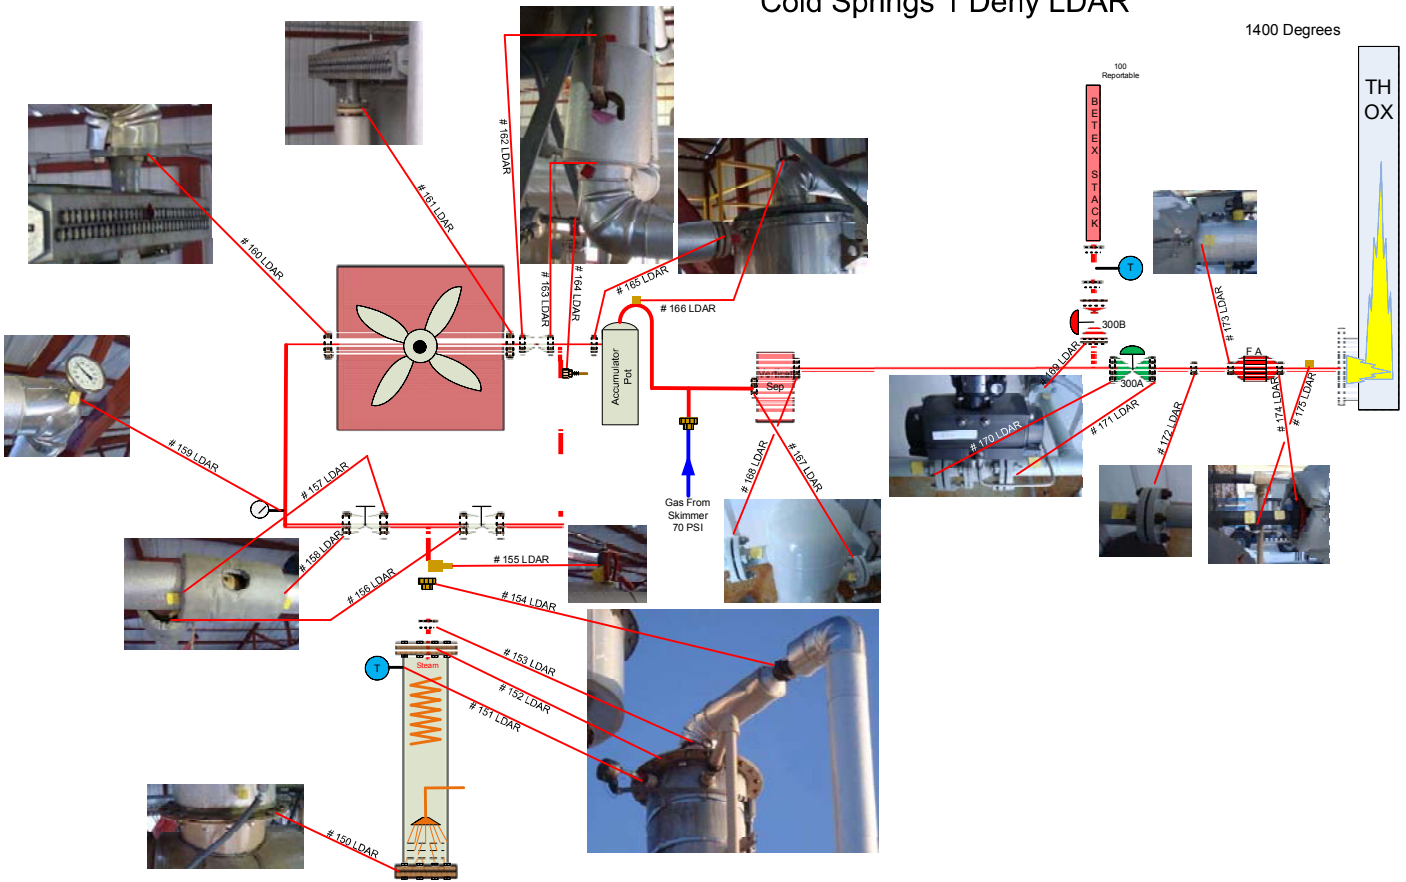 Cold Springs 1 Deny LDAR
1400 Degrees
100
Reportable
TH
OX
BETEX STACK
# 162 LDAR
# 161 LDAR
# 160 LDAR
# 163 LDAR
# 164 LDAR
# 165 LDAR
# 166 LDAR
T
300B
# 173 LDAR
# 169 LDAR
F A
300A
Accumulator
Pot
Sep
# 159 LDAR
# 157 LDAR
# 158 LDAR
# 156 LDAR
# 155 LDAR
# 154 LDAR
Gas From
Skimmer
70 PSI
# 168 LDAR
# 167 LDAR
# 170 LDAR
# 171 LDAR
# 172 LDAR
# 174 LDAR
# 175 LDAR
T
Steam
# 153 LDAR
# 152 LDAR
# 151 LDAR
# 150 LDAR